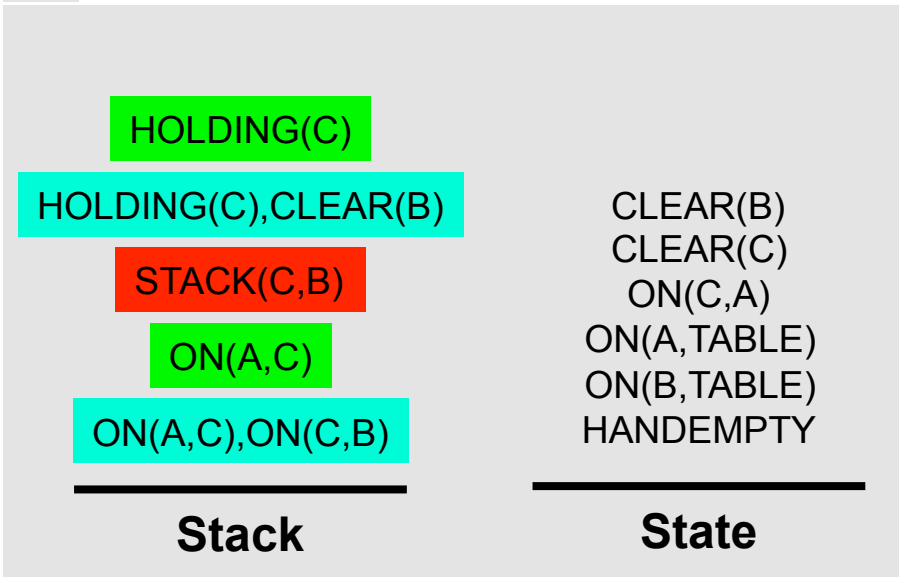 HOLDING(C)
HOLDING(C),CLEAR(B)
STACK(C,B)
ON(A,C)
ON(A,C),ON(C,B)
Stack
CLEAR(B)
CLEAR(C)
ON(C,A)
ON(A,TABLE)
ON(B,TABLE)
HANDEMPTY
State